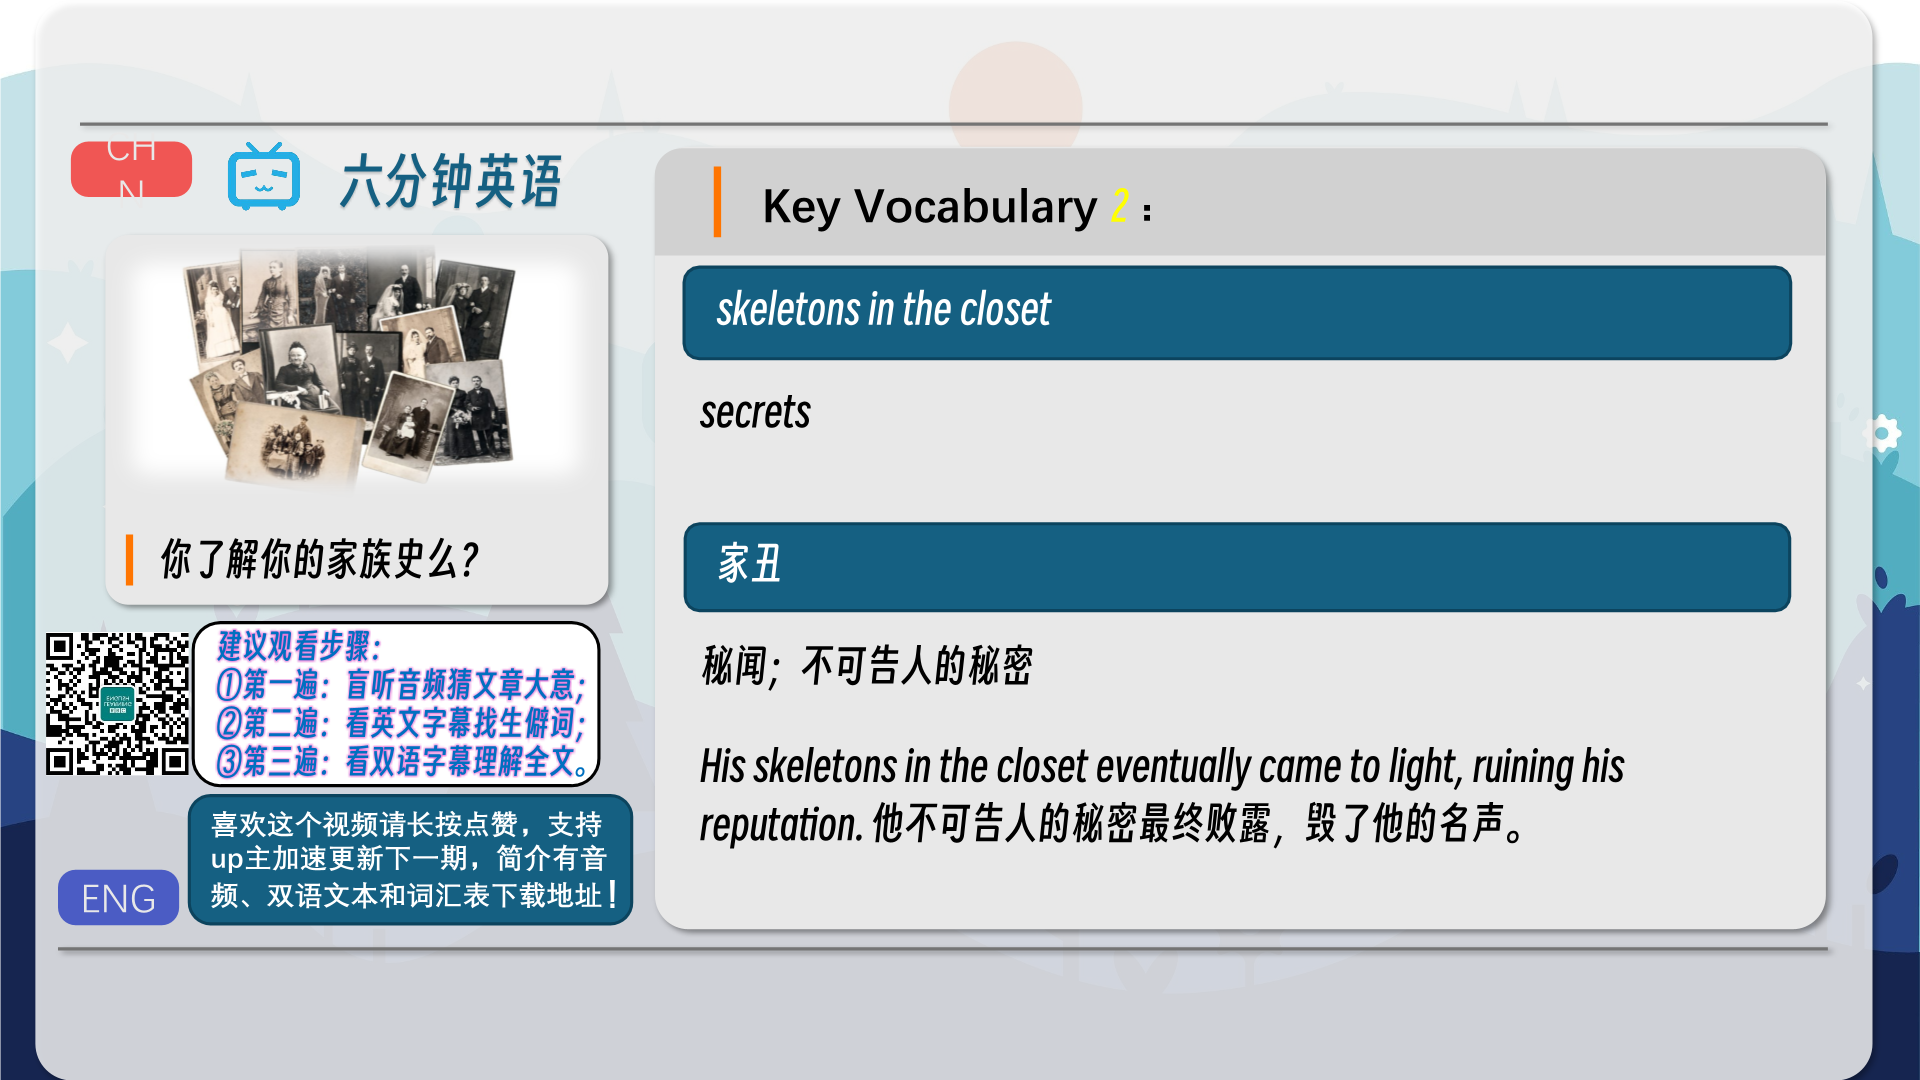 CH
N
六分钟英语
你了解你的家族史么？
建议观看步骤：
①第一遍：盲听音频猜文章大意；
②第二遍：看英文字幕找生僻词；
③第三遍：看双语字幕理解全文。
喜欢这个视频请长按点赞，支持
up主加速更新下一期，简介有音
频、双语文本和词汇表下载地址！
ENG
Key Vocabulary 2：
skeletons in the closet
secrets
家丑
秘闻；不可告人的秘密
His skeletons in the closet eventually came to light, ruining his
reputation. 他不可告人的秘密最终败露，毁了他的名声。